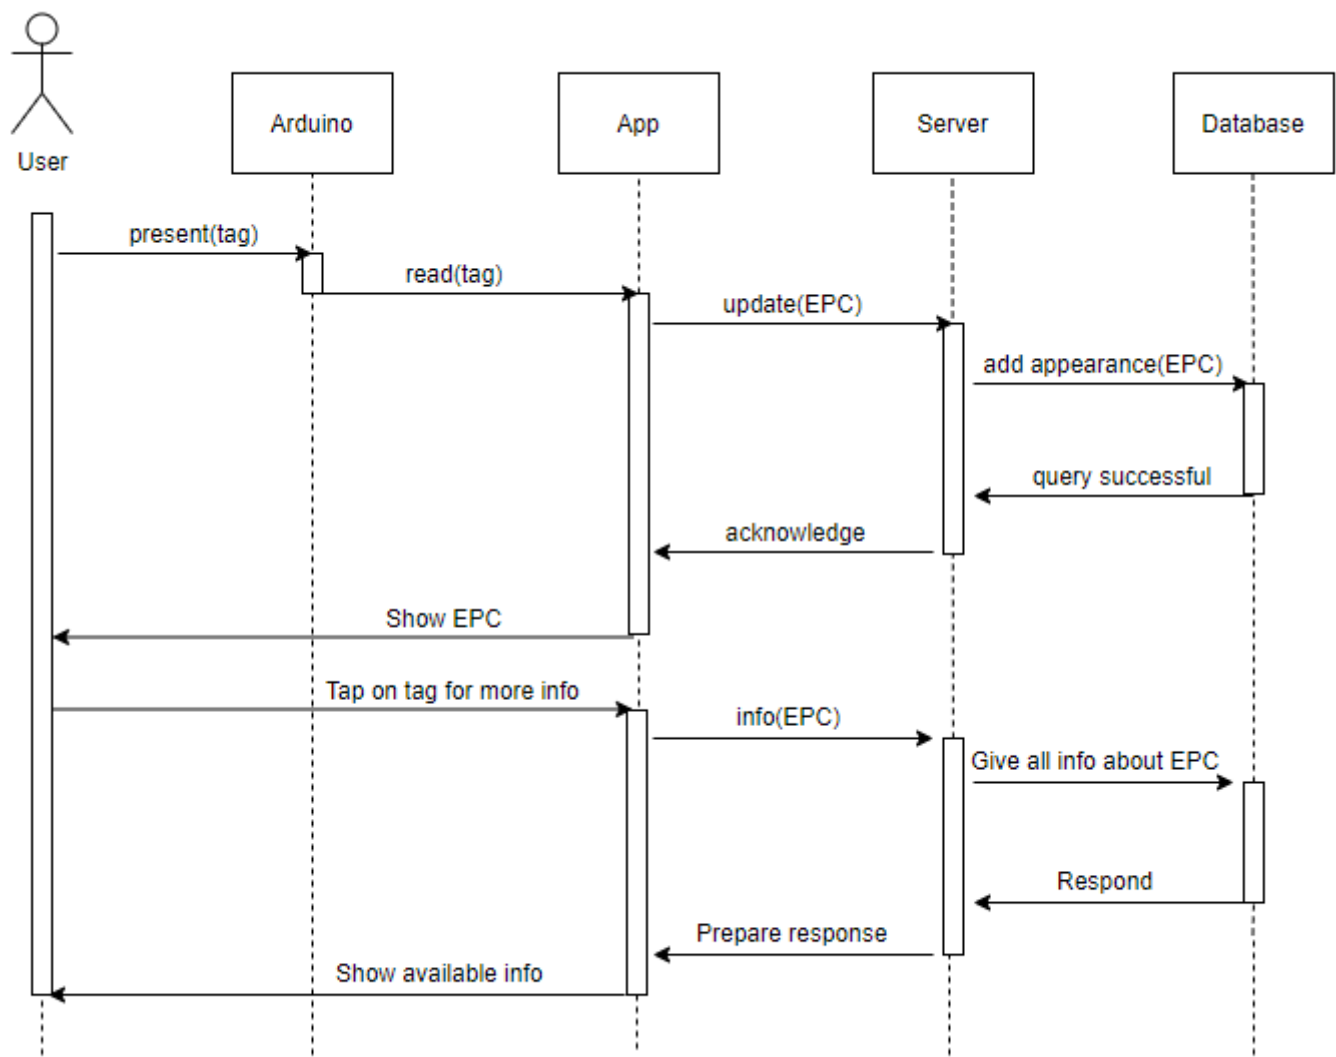 User
Arduino
App
Server
Database
present(tag)
read(tag)
update(EPC)
add appearance(EPC)
query successful
acknowledge
Show EPC
Tap on tag for more info
info(EPC)
Give all info about EPC
Respond
Prepare response
Show available info